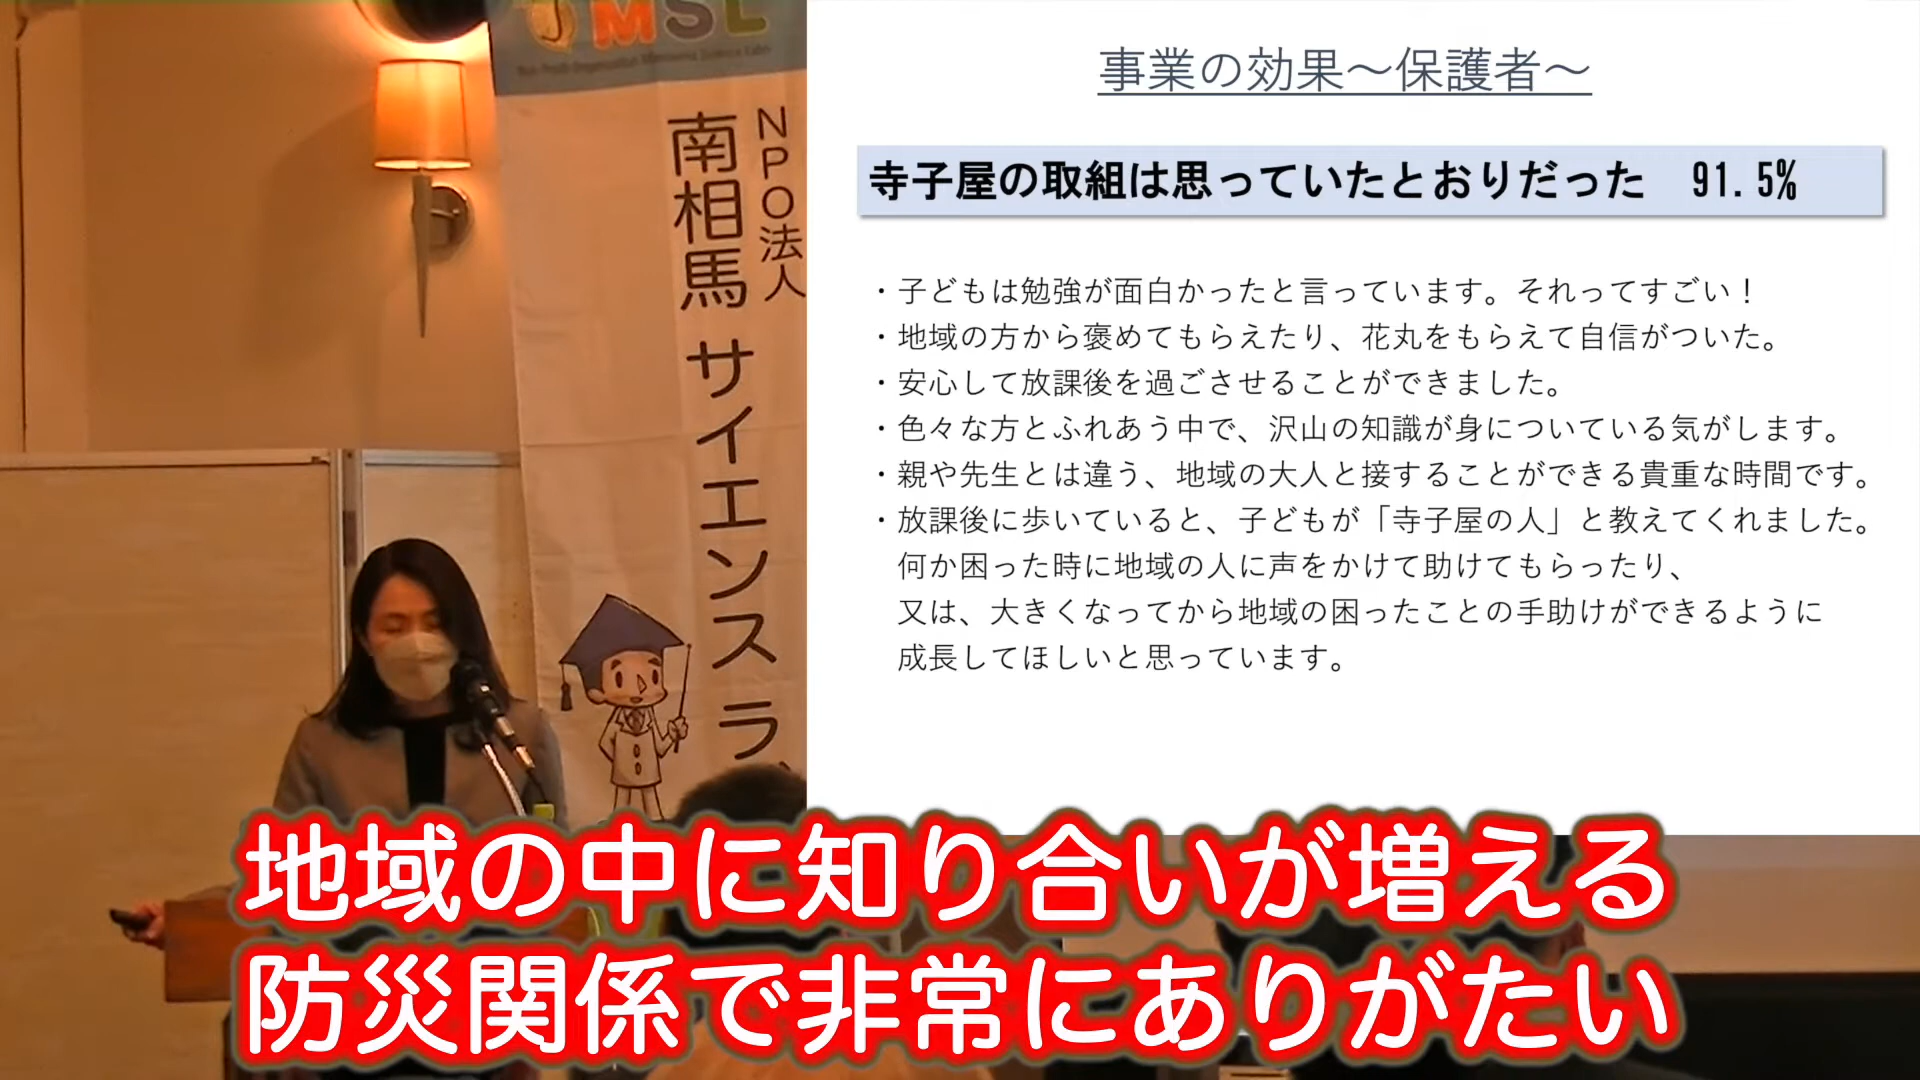 MSL
NPO法人
南相馬 サイエンス ラ
事業の効果～保護者～
寺子屋の取組は思っていたとおりだった　91.5%
・子どもは勉強が面白かったと言っています。それってすごい！
・地域の方から褒めてもらえたり、花丸をもらえて自信がついた。
・安心して放課後を過ごさせることができました。
・色々な方とふれあう中で、沢山の知識が身についている気がします。
・親や先生とは違う、地域の大人と接することができる貴重な時間です。
・放課後に歩いていると、子どもが「寺子屋の人」と教えてくれました。
何か困った時に地域の人に声をかけて助けてもらったり、
又は、大きくなってから地域の困ったことの手助けができるように
成長してほしいと思っています。
地域の中に知り合いが増える
防災関係で非常にありがたい